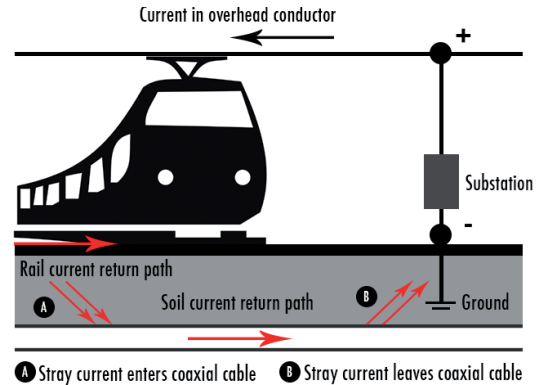 Current in overhead conductor
+
Substation
-
Rail current return path
A
Soil current return path
B
Ground
A Stray current enters coaxial cable
B Stray current leaves coaxial cable